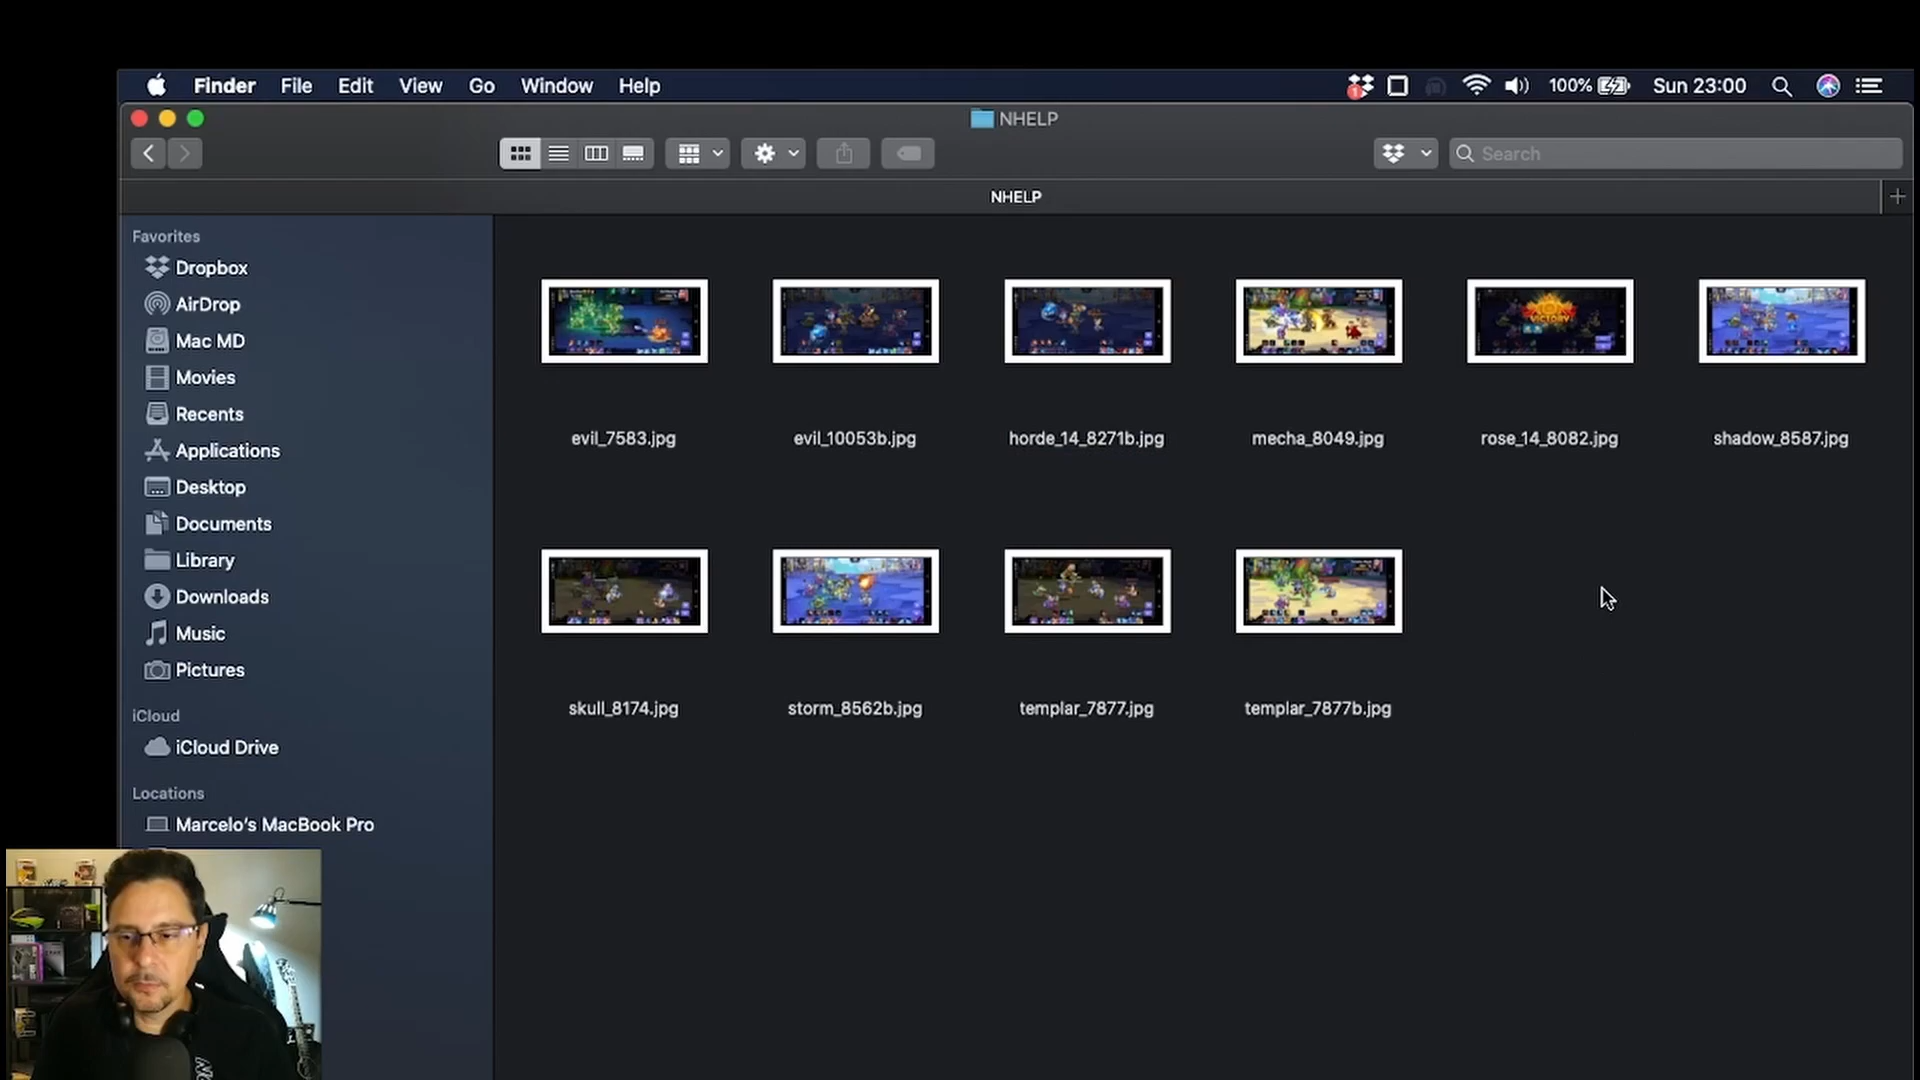 Finder File Edit View Go Window Help 1 100% Sun 23:00
NHELP
Search
NHELP
Favorites
Dropbox
AirDrop
Mac MD
Movies
Recents
Applications
Desktop
Documents
Library
Downloads
Music
Pictures
iCloud
iCloud Drive
Locations
Marcelo's MacBook Pro
VICTORY
evil_7583.jpg evil_10053b.jpg horde_14_8271b.jpg mecha_8049.jpg rose_14_8082.jpg shadow_8587.jpg
skull_8174.jpg storm_8562b.jpg templar_7877.jpg templar_7877b.jpg